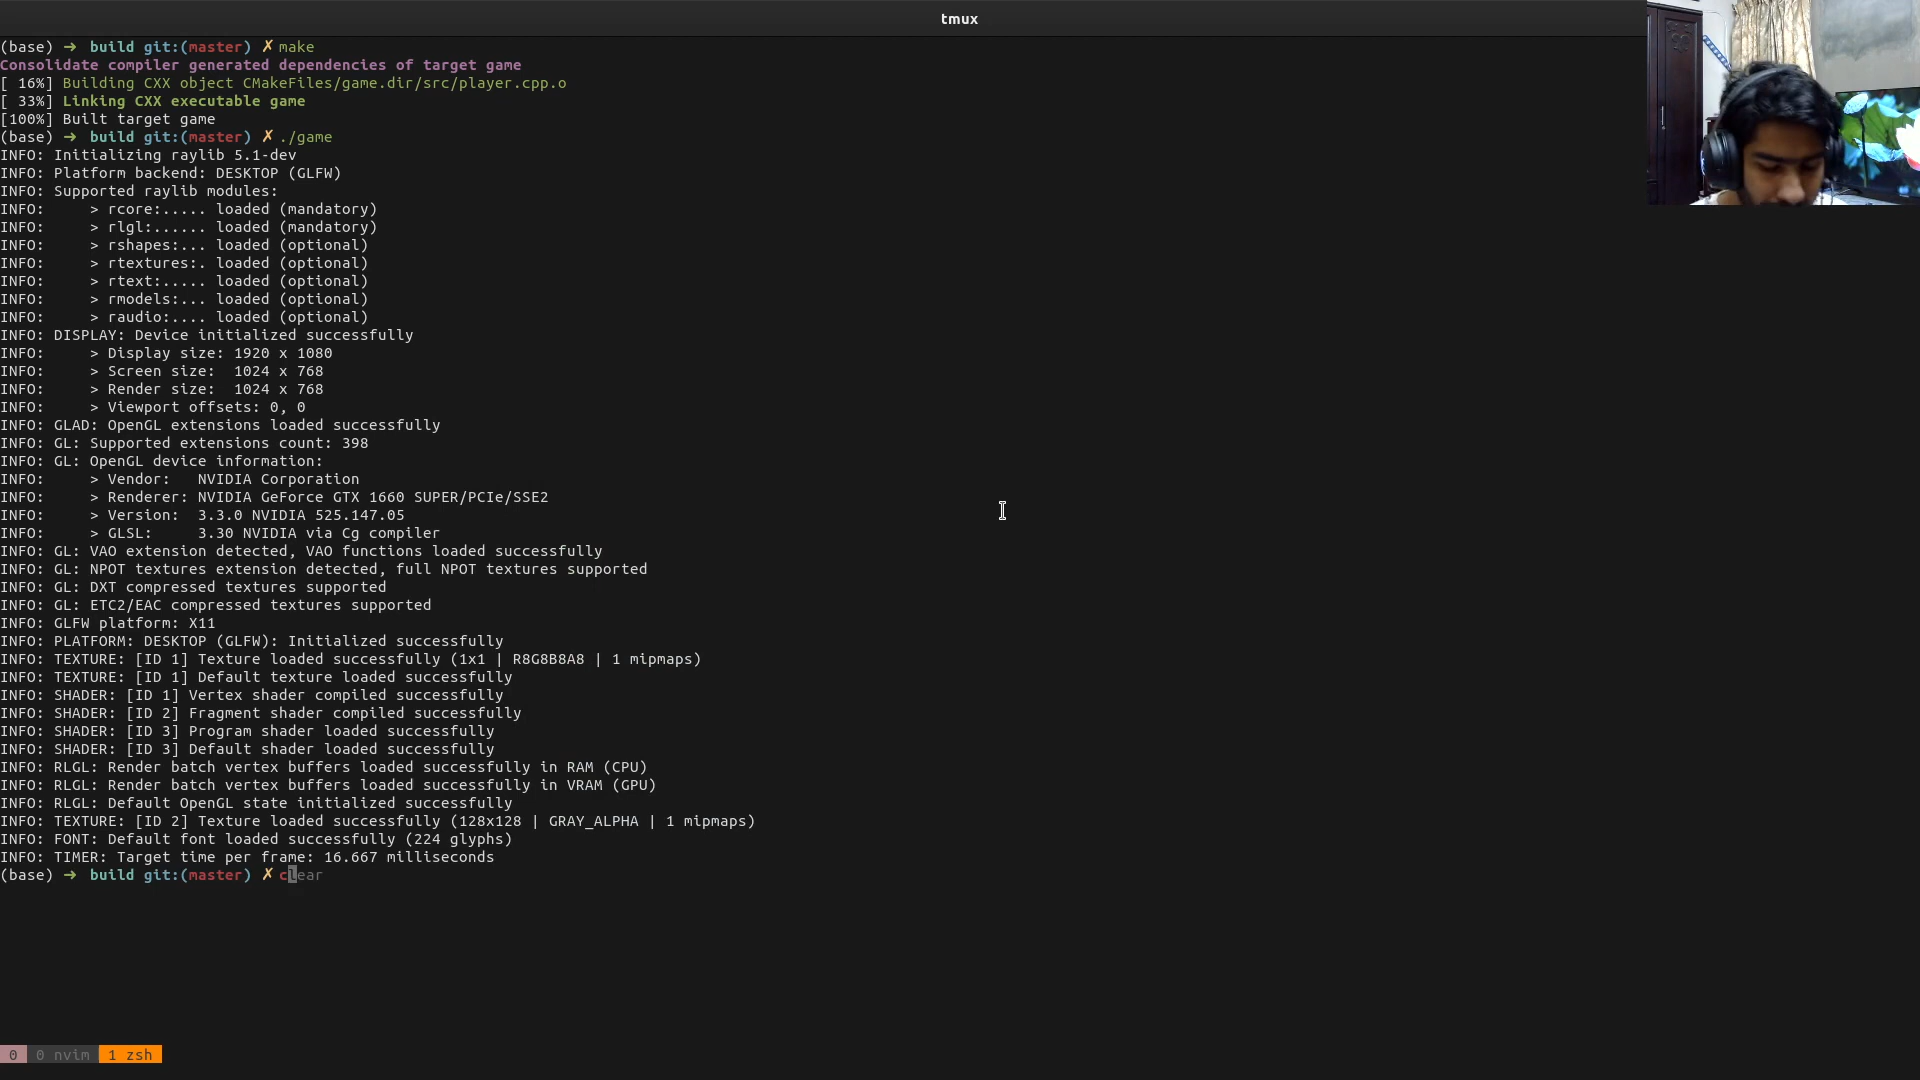 tmux
(base) ➜ build git:(master) ✗ make
Consolidate compiler generated dependencies of target game
[ 16%] Building CXX object CMakeFiles/game.dir/src/player.cpp.o
[ 33%] Linking CXX executable game
[100%] Built target game
(base) ➜ build git:(master) ✗ ./game
INFO: Initializing raylib 5.1-dev
INFO: Platform backend: DESKTOP (GLFW)
INFO: Supported raylib modules:
INFO:     > rcore:..... loaded (mandatory)
INFO:     > rlgl:...... loaded (mandatory)
INFO:     > rshapes:... loaded (optional)
INFO:     > rtextures:. loaded (optional)
INFO:     > rtext:..... loaded (optional)
INFO:     > rmodels:... loaded (optional)
INFO:     > raudio:.... loaded (optional)
INFO: DISPLAY: Device initialized successfully
INFO:     > Display size: 1920 x 1080
INFO:     > Screen size:  1024 x 768
INFO:     > Render size:  1024 x 768
INFO:     > Viewport offsets: 0, 0
INFO: GLAD: OpenGL extensions loaded successfully
INFO: GL: Supported extensions count: 398
INFO: GL: OpenGL device information:
INFO:     > Vendor:   NVIDIA Corporation
INFO:     > Renderer: NVIDIA GeForce GTX 1660 SUPER/PCIe/SSE2
INFO:     > Version:  3.3.0 NVIDIA 525.147.05
INFO:     > GLSL:     3.30 NVIDIA via Cg compiler
INFO: GL: VAO extension detected, VAO functions loaded successfully
INFO: GL: NPOT textures extension detected, full NPOT textures supported
INFO: GL: DXT compressed textures supported
INFO: GL: ETC2/EAC compressed textures supported
INFO: GLFW platform: X11
INFO: PLATFORM: DESKTOP (GLFW): Initialized successfully
INFO: TEXTURE: [ID 1] Texture loaded successfully (1x1 | R8G8B8A8 | 1 mipmaps)
INFO: TEXTURE: [ID 1] Default texture loaded successfully
INFO: SHADER: [ID 1] Vertex shader compiled successfully
INFO: SHADER: [ID 2] Fragment shader compiled successfully
INFO: SHADER: [ID 3] Program shader loaded successfully
INFO: SHADER: [ID 3] Default shader loaded successfully
INFO: RLGL: Render batch vertex buffers loaded successfully in RAM (CPU)
INFO: RLGL: Render batch vertex buffers loaded successfully in VRAM (GPU)
INFO: RLGL: Default OpenGL state initialized successfully
INFO: TEXTURE: [ID 2] Texture loaded successfully (128x128 | GRAY_ALPHA | 1 mipmaps)
INFO: FONT: Default font loaded successfully (224 glyphs)
INFO: TIMER: Target time per frame: 16.667 milliseconds
(base) ➜ build git:(master) ✗ clear
0 0 nvim 1 zsh